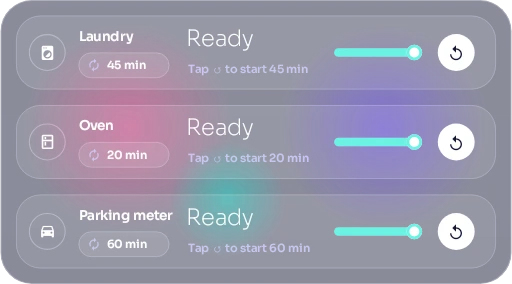 Laundry
45 min
Ready
Tap ↺ to start 45 min
Oven
20 min
Ready
Tap ↺ to start 20 min
Parking meter
60 min
Ready
Tap ↺ to start 60 min